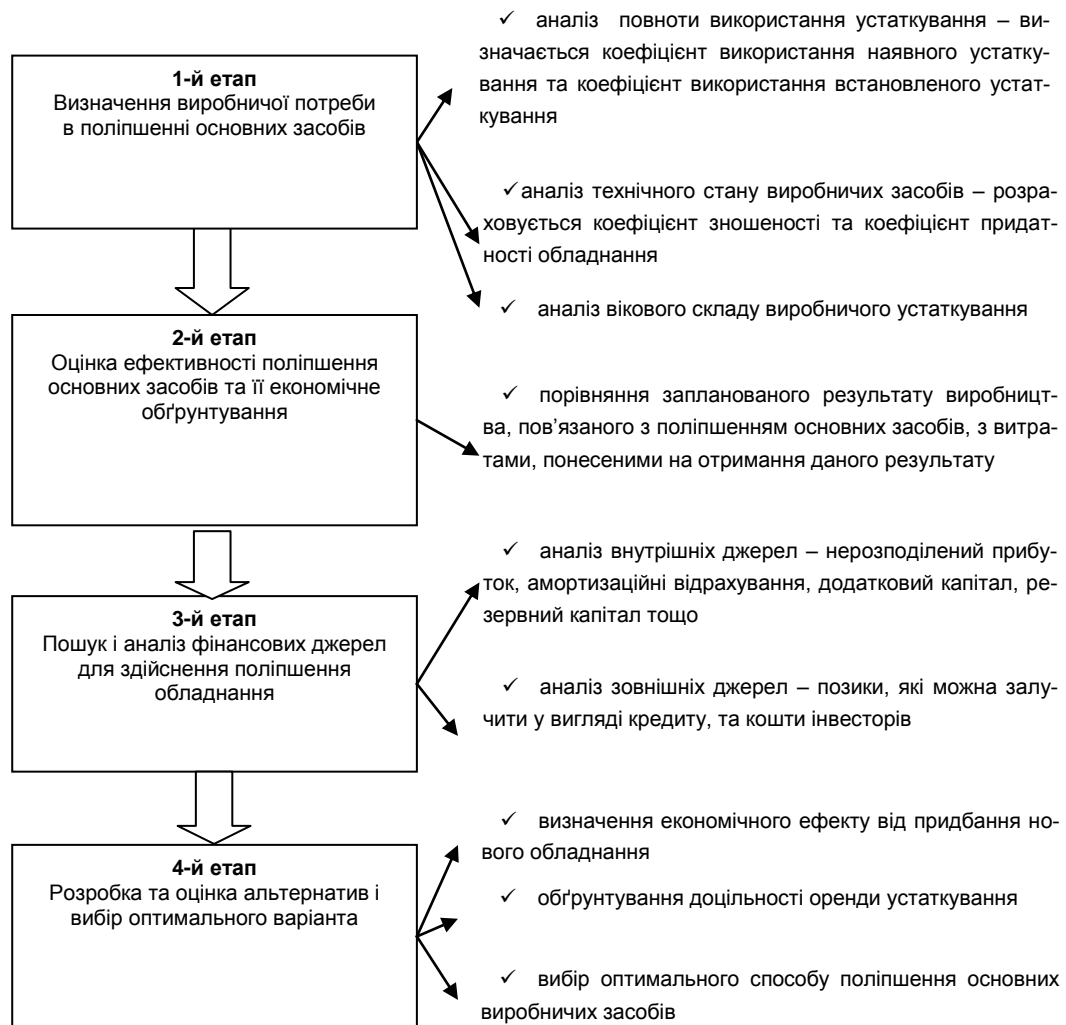 ✓ аналіз повноти використання устаткування – ви-
значається коефіцієнт використання наявного устатку-
вання та коефіцієнт використання встановленого устат-
кування
1-й етап
Визначення виробничої потреби
в поліпшенні основних засобів
✓ аналіз технічного стану виробничих засобів – розра-
ховується коефіцієнт зношеності та коефіцієнт придат-
ності обладнання
✓ аналіз вікового складу виробничого устаткування
2-й етап
Оцінка ефективності поліпшення
основних засобів та її економічне
обґрунтування
✓ порівняння запланованого результату виробницт-
ва, пов’язаного з поліпшенням основних засобів, з витра-
тами, понесеними на отримання даного результату
3-й етап
Пошук і аналіз фінансових джерел
для здійснення поліпшення
обладнання
✓ аналіз внутрішніх джерел – нерозподілений прибу-
ток, амортизаційні відрахування, додатковий капітал, ре-
зервний капітал тощо
✓ аналіз зовнішніх джерел – позики, які можна залу-
чити у вигляді кредиту, та кошти інвесторів
4-й етап
Розробка та оцінка альтернатив і
вибір оптимального варіанта
✓ визначення економічного ефекту від придбання но-
вого обладнання
✓ обґрунтування доцільності оренди устаткування
✓ вибір оптимального способу поліпшення основних
виробничих засобів